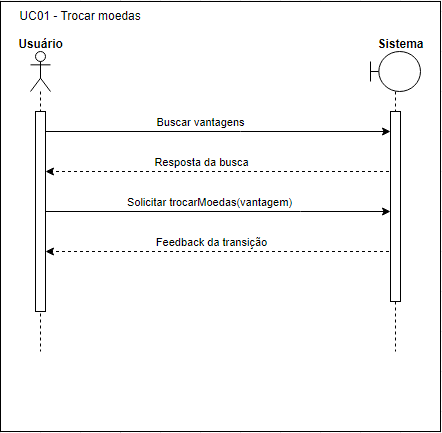 UC01 - Trocar moedas
Usuário
Sistema
Buscar vantagens
Resposta da busca
Solicitar trocarMoedas(vantagem)
Feedback da transição